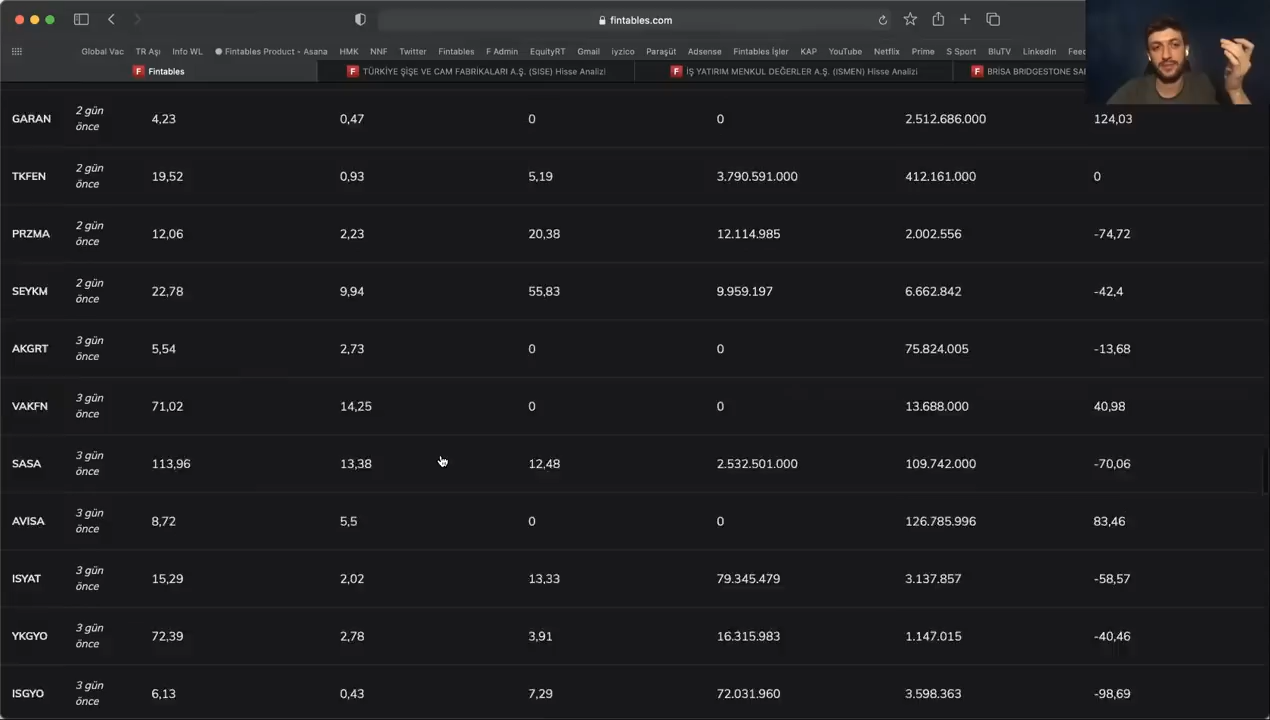 fintables.com
Global Vac TR Aşı Info WL Fintables Product - Asana HMK NNF Twitter Fintables F Admin EquityRT Gmail iyzico Paraşüt Adsense Fintables İşler KAP YouTube Netflix Prime S Sport BluTV LinkedIn Feed
Fintables TÜRKİYE ŞİŞE VE CAM FABRİKALARI A.Ş. (SISE) Hisse Analizi İŞ YATIRIM MENKUL DEĞERLER A.Ş. (ISMEN) Hisse Analizi BRİSA BRIDGESTONE SA
GARAN 2 gün önce 4,23 0,47 0 0 2.512.686.000 124,03
TKFEN 2 gün önce 19,52 0,93 5,19 3.790.591.000 412.161.000 0
PRZMA 2 gün önce 12,06 2,23 20,38 12.114.985 2.002.556 -74,72
SEYKM 2 gün önce 22,78 9,94 55,83 9.959.197 6.662.842 -42,4
AKGRT 3 gün önce 5,54 2,73 0 0 75.824.005 -13,68
VAKFN 3 gün önce 71,02 14,25 0 0 13.688.000 40,98
SASA 3 gün önce 113,96 13,38 12,48 2.532.501.000 109.742.000 -70,06
AVISA 3 gün önce 8,72 5,5 0 0 126.785.996 83,46
ISYAT 3 gün önce 15,29 2,02 13,33 79.345.479 3.137.857 -58,57
YKGYO 3 gün önce 72,39 2,78 3,91 16.315.983 1.147.015 -40,46
ISGYO 3 gün önce 6,13 0,43 7,29 72.031.960 3.598.363 -98,69